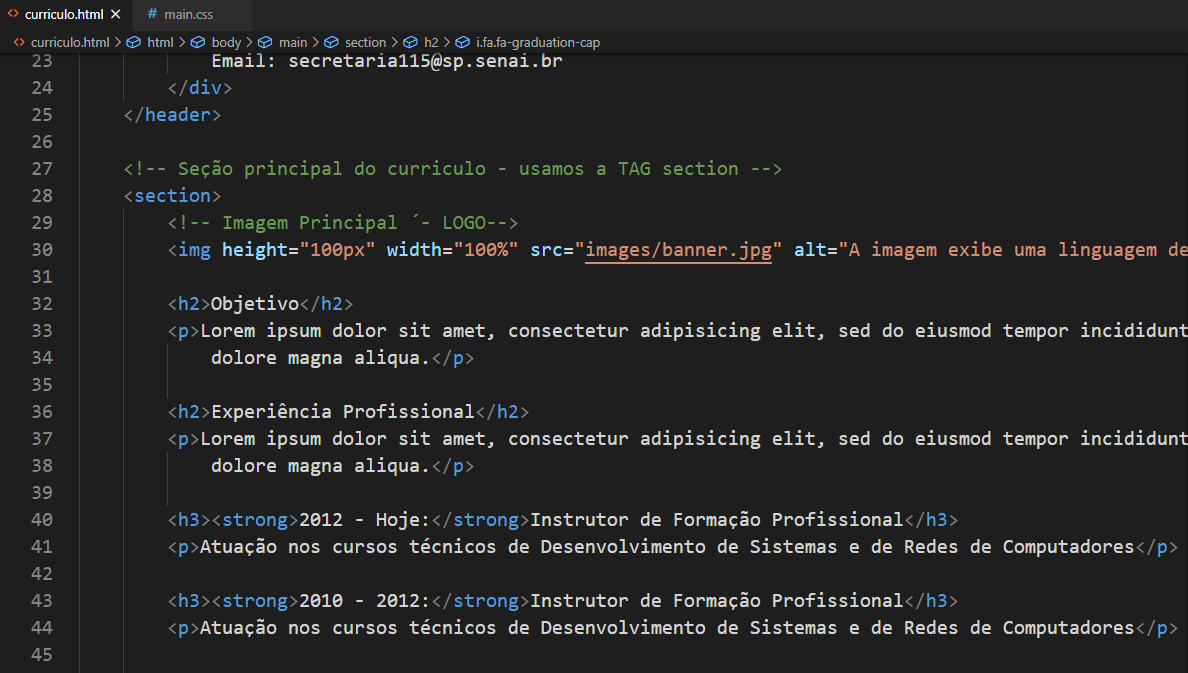 curriculo.html
main.css
curriculo.html > html > body > main > section > h2 > i.fa.fa-graduation-cap
23 Email: secretaria115@sp.senai.br
24 </div>
25 </header>
26
27 <!-- Seção principal do curriculo - usamos a TAG section -->
28 <section>
29 <!-- Imagem Principal ´- LOGO-->
30 <img height="100px" width="100%" src="images/banner.jpg" alt="A imagem exibe uma linguagem de
31
32 <h2>Objetivo</h2>
33 <p>Lorem ipsum dolor sit amet, consectetur adipisicing elit, sed do eiusmod tempor incididunt
34 dolore magna aliqua.</p>
35
36 <h2>Experiência Profissional</h2>
37 <p>Lorem ipsum dolor sit amet, consectetur adipisicing elit, sed do eiusmod tempor incididunt
38 dolore magna aliqua.</p>
39
40 <h3><strong>2012 - Hoje:</strong>Instrutor de Formação Profissional</h3>
41 <p>Atuação nos cursos técnicos de Desenvolvimento de Sistemas e de Redes de Computadores</p>
42
43 <h3><strong>2010 - 2012:</strong>Instrutor de Formação Profissional</h3>
44 <p>Atuação nos cursos técnicos de Desenvolvimento de Sistemas e de Redes de Computadores</p>
45